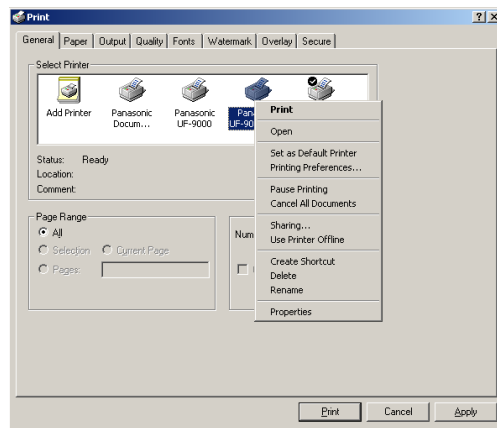 Print
General Paper Output Quality Fonts Watermark Overlay Secure
Select Printer
Add Printer
Panasonic
Docum...
Panasonic
UF-9000
Pan
UF-90
Status: Ready
Location:
Comment:
Page Range
All
Selection Current Page
Pages:
Num
Print
Open
Set as Default Printer
Printing Preferences...
Pause Printing
Cancel All Documents
Sharing...
Use Printer Offline
Create Shortcut
Delete
Rename
Properties
Print Cancel Apply